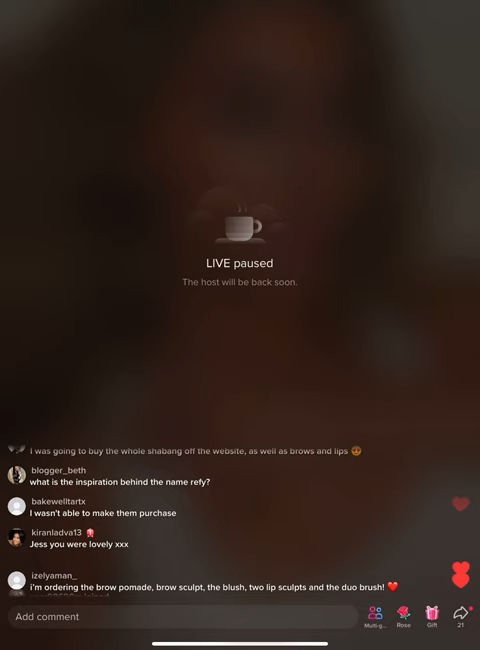 LIVE paused
The host will be back soon.
I was going to buy the whole shabang off the website, as well as brows and lips 🤩
blogger_beth
what is the inspiration behind the name refy?
bakewelltartx
I wasn't able to make them purchase
kiranladva13
Jess you were lovely xxx
izelyaman_
i'm ordering the brow pomade, brow sculpt, the blush, two lip sculpts and the duo brush! ❤️
Add comment
Multi-g...
Rose
Gift
21